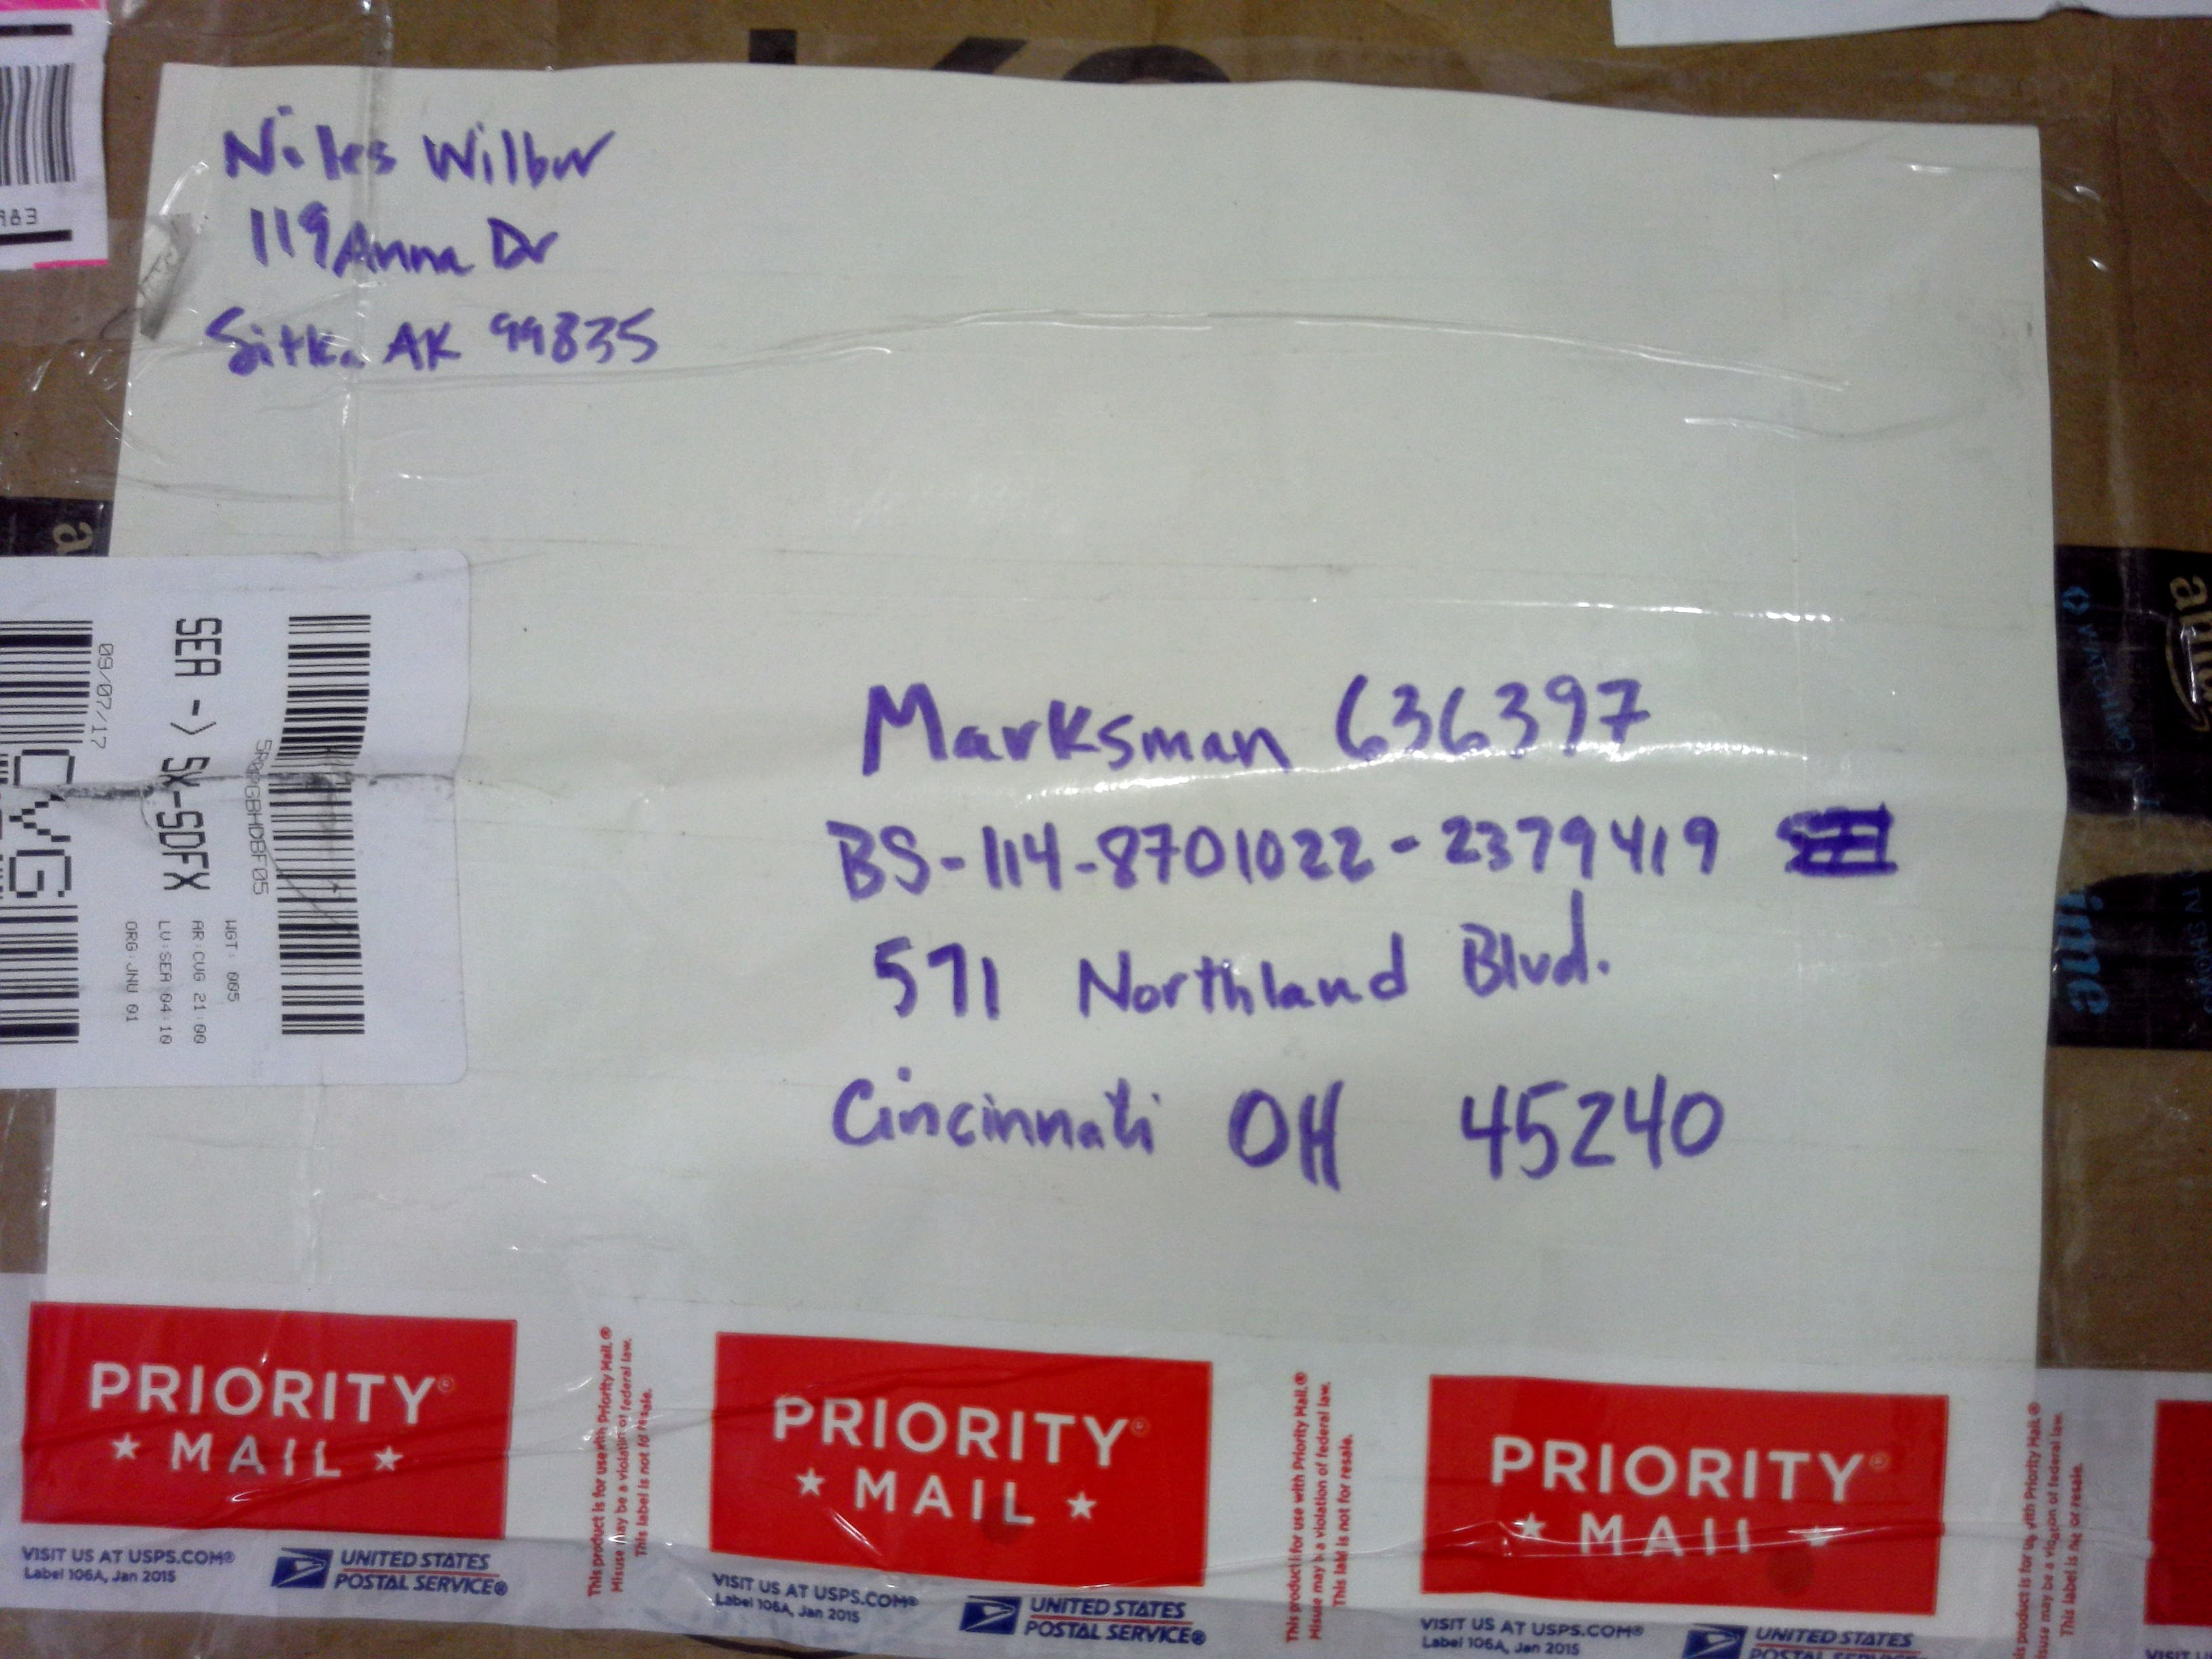 Niles Wilbur
119 Anna Dr
Sitka AK 99835
983
SEA -> 5X-SDFX
09/07/17
CVG
WGT: 005
AR: CVG 21:00
LV: SEA 04:10
ORG: JNU 01
Marksman 636397
BS-114-8701022-2379419
571 Northland Blvd.
Cincinnati OH 45240
PRIORITY
★ MAIL ★
VISIT US AT USPS.COM®
Label 106A, Jan 2015
UNITED STATES
POSTAL SERVICE®
This product is for use with Priority Mail.®
Misuse may be a violation of federal law.
This label is not for resale.
PRIORITY
★ MAIL ★
VISIT US AT USPS.COM®
Label 106A, Jan 2015
UNITED STATES
POSTAL SERVICE®
This product is for use with Priority Mail.®
Misuse may be a violation of federal law.
This label is not for resale.
PRIORITY
★ MAIL ★
VISIT US AT USPS.COM®
Label 106A, Jan 2015
UNITED STATES
POSTAL SERVICE